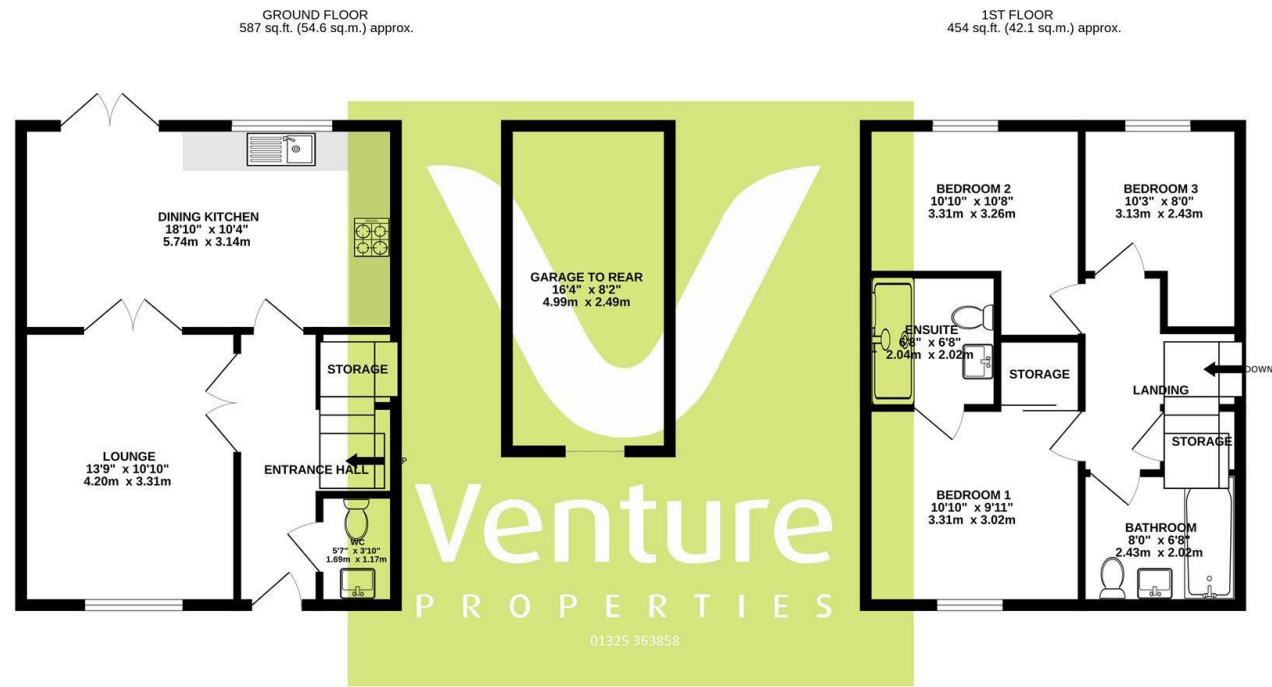 GROUND FLOOR
587 sq.ft. (54.6 sq.m.) approx.
1ST FLOOR
454 sq.ft. (42.1 sq.m.) approx.
DINING KITCHEN
18'10" x 10'4"
5.74m x 3.14m
STORAGE
LOUNGE
13'9" x 10'10"
4.20m x 3.31m
ENTRANCE HALL
P
WC
5'7" x 3'10"
1.69m x 1.17m
GARAGE TO REAR
16'4" x 8'2"
4.99m x 2.49m
Venture
PROPERTIES
01325 363858
BEDROOM 2
10'10" x 10'8"
3.31m x 3.26m
BEDROOM 3
10'3" x 8'0"
3.13m x 2.43m
ENSUITE
6'8" x 6'8"
2.04m x 2.02m
STORAGE
DOWN
LANDING
STORAGE
BEDROOM 1
10'10" x 9'11"
3.31m x 3.02m
BATHROOM
8'0" x 6'8"
2.43m x 2.02m